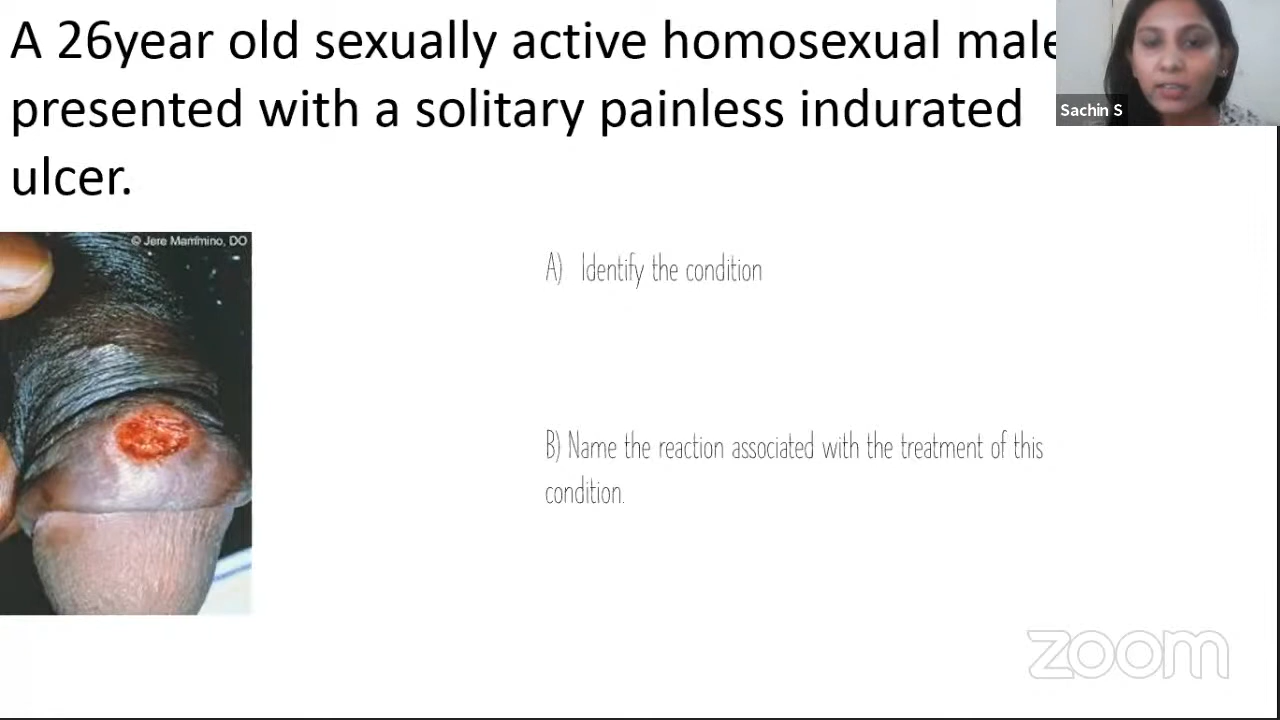 A 26year old sexually active homosexual male
presented with a solitary painless indurated
ulcer.
Sachin S
© Jere Mammino, DO
A) Identify the condition
B) Name the reaction associated with the treatment of this
condition.
zoom